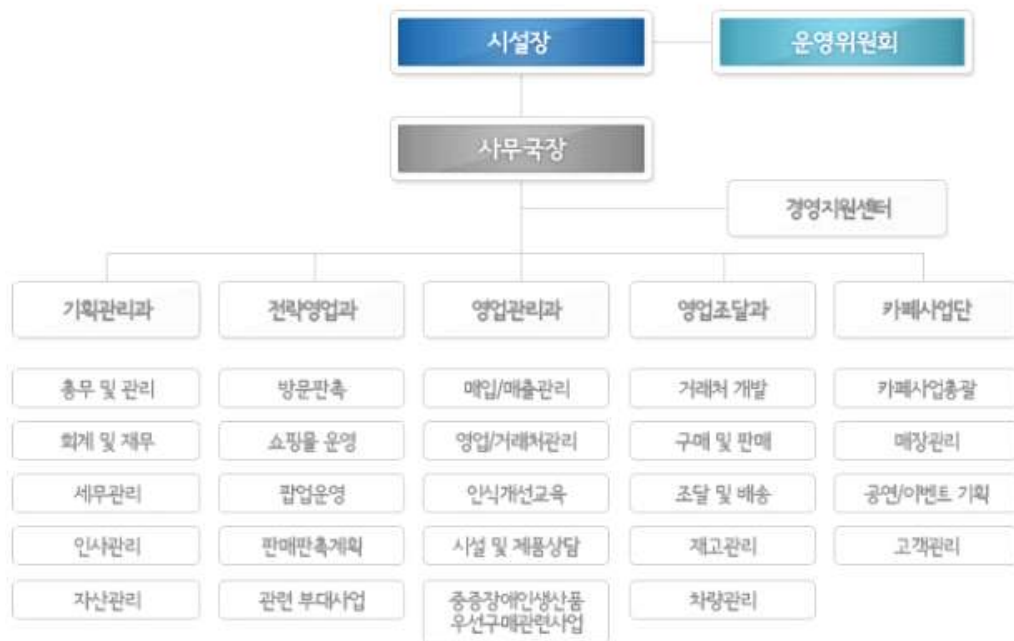 시설장
운영위원회
사무국장
경영지원센터
기획관리과
전략영업과
영업관리과
영업조달과
카페사업단
총무 및 관리
방문판촉
매입/매출관리
거래처 개발
카페사업총괄
회계 및 재무
쇼핑몰 운영
영업/거래처관리
구매 및 판매
매장관리
세무관리
팝업운영
인식개선교육
조달 및 배송
공연/이벤트 기획
인사관리
판매판촉계획
시설 및 제품상담
재고관리
고객관리
자산관리
관련 부대사업
중증장애인생산품
우선구매관련사업
차량관리